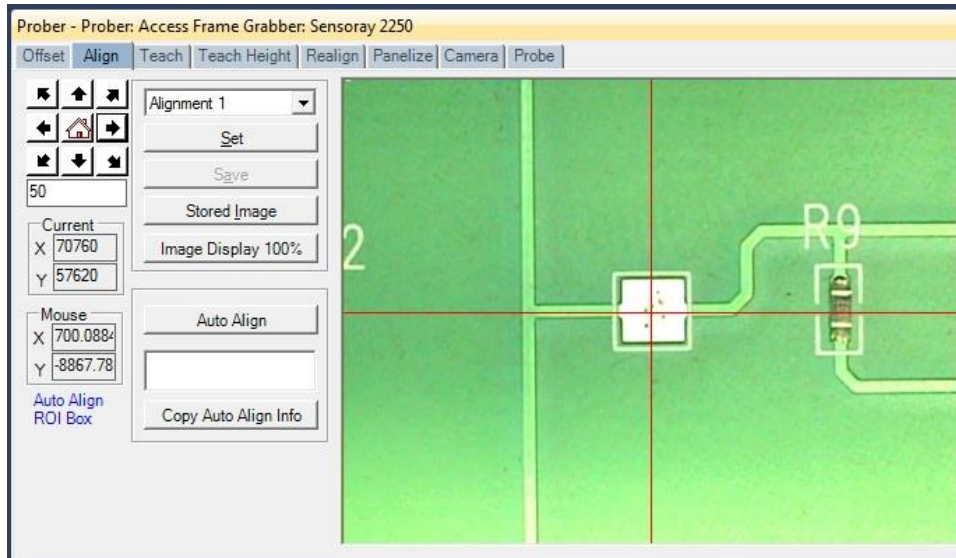 Prober - Prober: Access Frame Grabber: Sensoray 2250
Offset Align Teach Teach Height Realign Panelize Camera Probe
Alignment 1
Set
Save
50
Stored Image
Current
X 70760
Image Display 100%
Y 57620
Mouse
X 700.0884
Auto Align
Y -8867.78
Auto Align
ROI Box
Copy Auto Align Info
2
R9